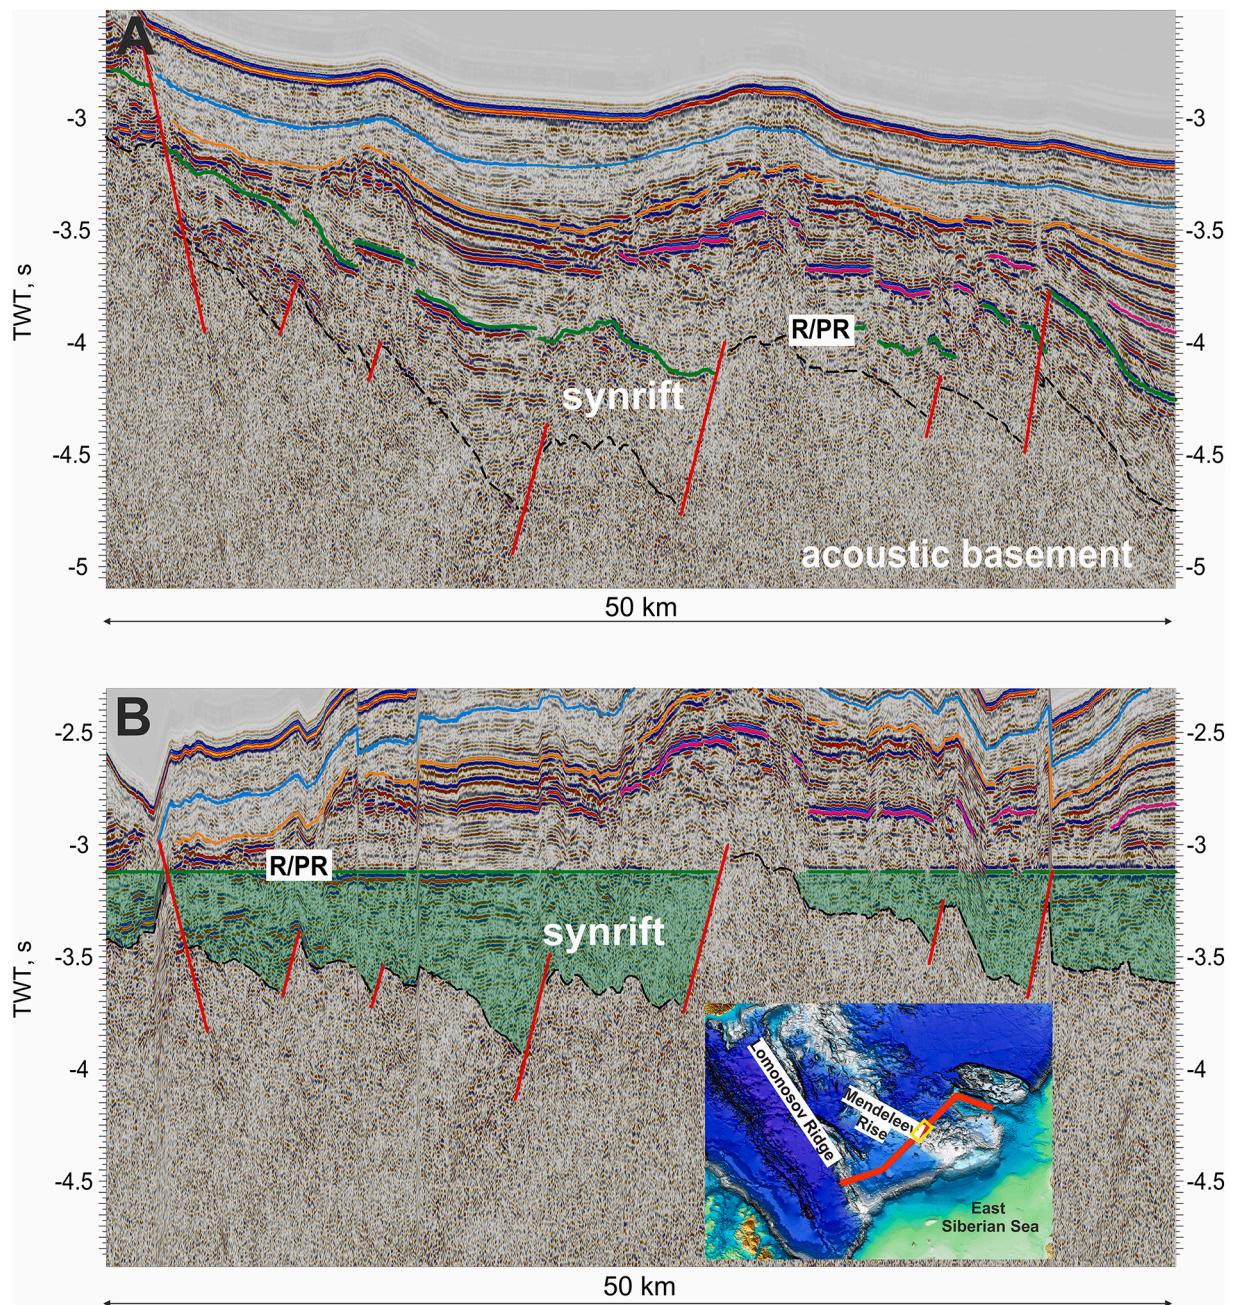 A
TWT, s
-3
-3.5
-4
-4.5
-5
-3
-3.5
-4
-4.5
-5
R/PR
synrift
acoustic basement
50 km
B
TWT, s
-2.5
-3
-3.5
-4
-4.5
-2.5
-3
-3.5
-4
-4.5
R/PR
synrift
Lomonosov Ridge
Mendeleev
Rise
East
Siberian Sea
50 km